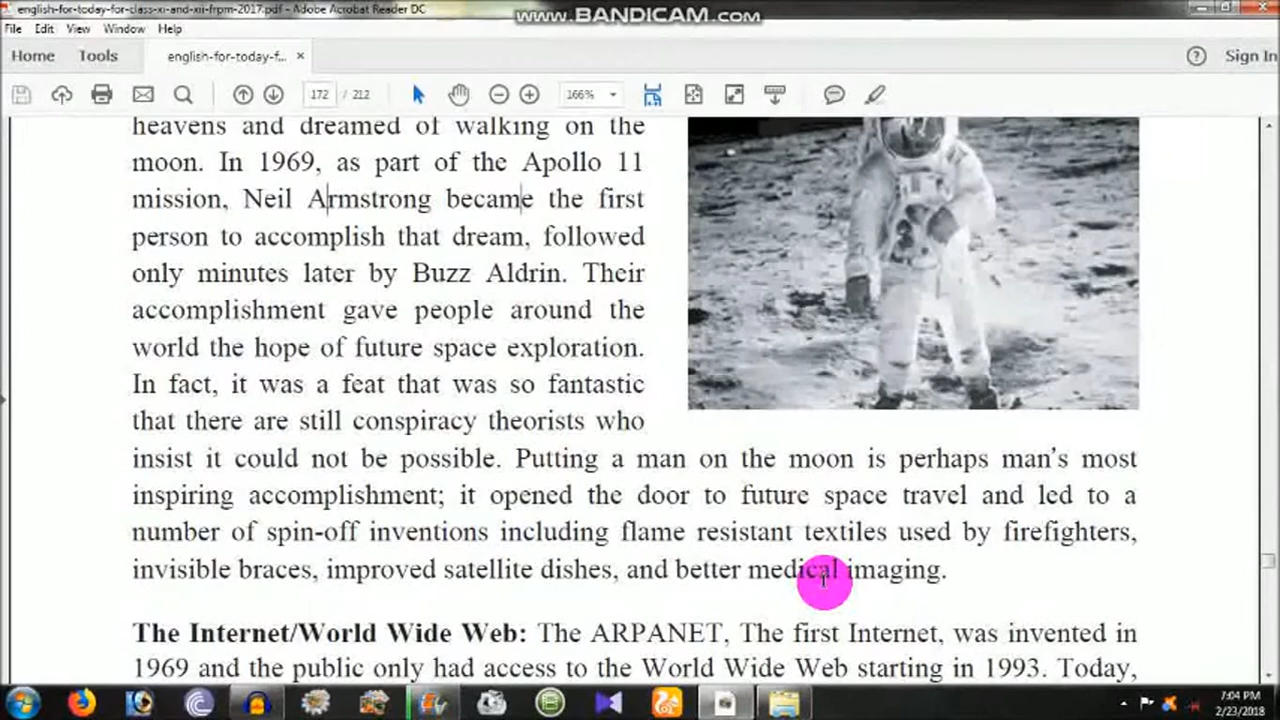 english-for-today-for-class-xi-and-xii-frpm-2017.pdf - Adobe Acrobat Reader DC
www.BANDICAM.com
File Edit View Window Help
Home Tools english-for-today-f... × Sign In
172 / 212 166%
heavens and dreamed of walking on the
moon. In 1969, as part of the Apollo 11
mission, Neil Armstrong became the first
person to accomplish that dream, followed
only minutes later by Buzz Aldrin. Their
accomplishment gave people around the
world the hope of future space exploration.
In fact, it was a feat that was so fantastic
that there are still conspiracy theorists who
insist it could not be possible. Putting a man on the moon is perhaps man's most
inspiring accomplishment; it opened the door to future space travel and led to a
number of spin-off inventions including flame resistant textiles used by firefighters,
invisible braces, improved satellite dishes, and better medical imaging.
The Internet/World Wide Web: The ARPANET, The first Internet, was invented in
1969 and the public only had access to the World Wide Web starting in 1993. Today,
7:04 PM
2/23/2018